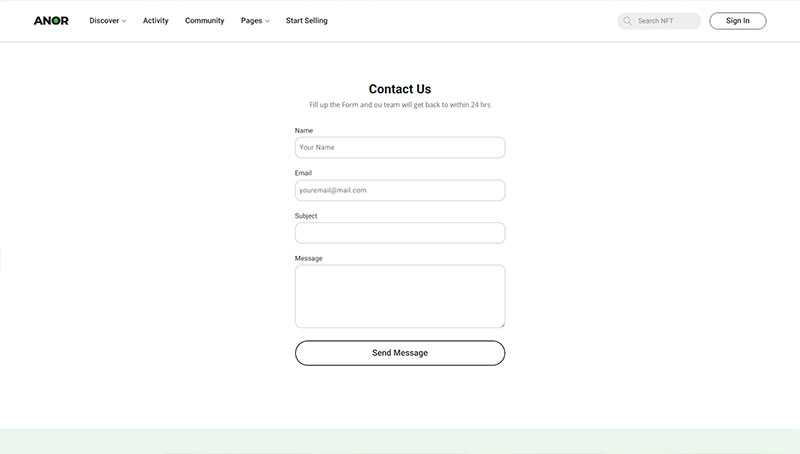 ANOR Discover Activity Community Pages Start Selling Search NFT Sign In
Contact Us
Fill up the Form and ou team will get back to within 24 hrs
Name
Your Name
Email
youremail@mail.com
Subject
Message
Send Message